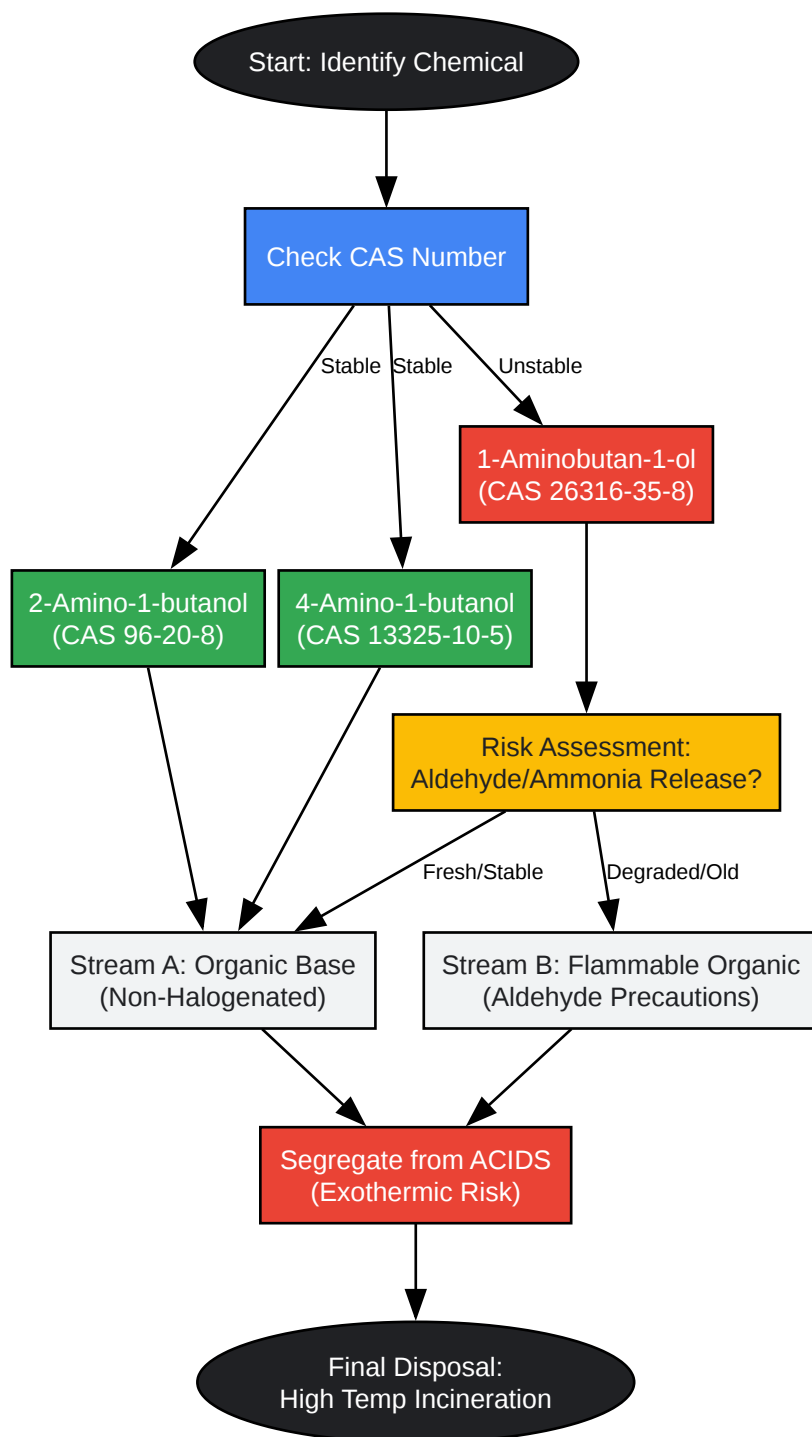 Start: Identify Chemical
Check CAS Number
Stable
Stable
Unstable
1-Aminobutan-1-ol
(CAS 26316-35-8)
2-Amino-1-butanol
(CAS 96-20-8)
4-Amino-1-butanol
(CAS 13325-10-5)
Risk Assessment:
Aldehyde/Ammonia Release?
Fresh/Stable
Degraded/Old
Stream A: Organic Base
(Non-Halogenated)
Stream B: Flammable Organic
(Aldehyde Precautions)
Segregate from ACIDS
(Exothermic Risk)
Final Disposal:
High Temp Incineration